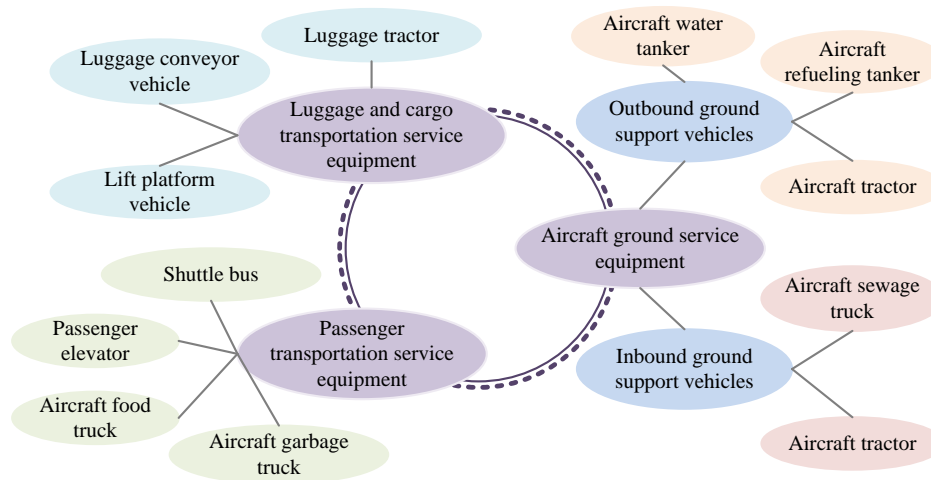 Luggage tractor
Luggage conveyor
vehicle
Luggage and cargo
transportation service
equipment
Lift platform
vehicle
Aircraft water
tanker
Aircraft
refueling tanker
Outbound ground
support vehicles
Aircraft tractor
Aircraft ground service
equipment
Shuttle bus
Passenger
elevator
Passenger
transportation service
equipment
Aircraft food
truck
Aircraft garbage
truck
Aircraft sewage
truck
Inbound ground
support vehicles
Aircraft tractor